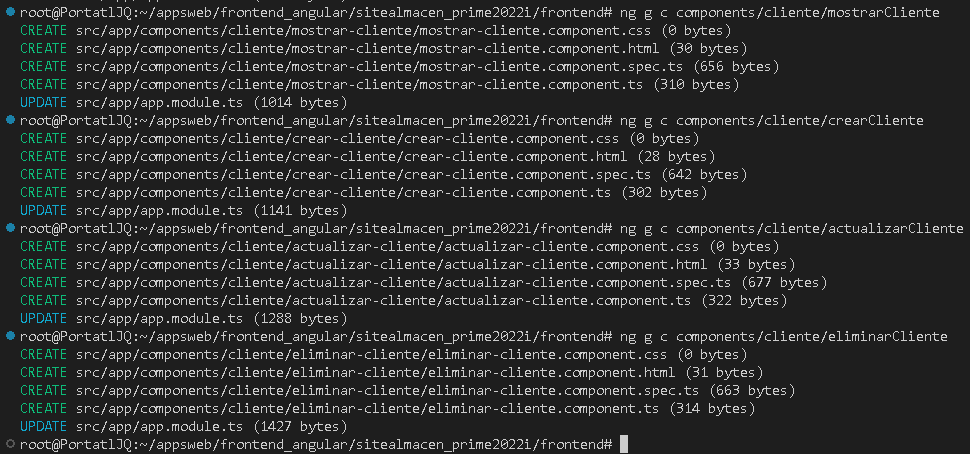 root@PortatlJQ:~/appsweb/frontend_angular/sitealmacen_prime2022i/frontend# ng g c components/cliente/mostrarCliente
CREATE src/app/components/cliente/mostrar-cliente/mostrar-cliente.component.css (0 bytes)
CREATE src/app/components/cliente/mostrar-cliente/mostrar-cliente.component.html (30 bytes)
CREATE src/app/components/cliente/mostrar-cliente/mostrar-cliente.component.spec.ts (656 bytes)
CREATE src/app/components/cliente/mostrar-cliente/mostrar-cliente.component.ts (310 bytes)
UPDATE src/app/app.module.ts (1014 bytes)
root@PortatlJQ:~/appsweb/frontend_angular/sitealmacen_prime2022i/frontend# ng g c components/cliente/crearCliente
CREATE src/app/components/cliente/crear-cliente/crear-cliente.component.css (0 bytes)
CREATE src/app/components/cliente/crear-cliente/crear-cliente.component.html (28 bytes)
CREATE src/app/components/cliente/crear-cliente/crear-cliente.component.spec.ts (642 bytes)
CREATE src/app/components/cliente/crear-cliente/crear-cliente.component.ts (302 bytes)
UPDATE src/app/app.module.ts (1141 bytes)
root@PortatlJQ:~/appsweb/frontend_angular/sitealmacen_prime2022i/frontend# ng g c components/cliente/actualizarCliente
CREATE src/app/components/cliente/actualizar-cliente/actualizar-cliente.component.css (0 bytes)
CREATE src/app/components/cliente/actualizar-cliente/actualizar-cliente.component.html (33 bytes)
CREATE src/app/components/cliente/actualizar-cliente/actualizar-cliente.component.spec.ts (677 bytes)
CREATE src/app/components/cliente/actualizar-cliente/actualizar-cliente.component.ts (322 bytes)
UPDATE src/app/app.module.ts (1288 bytes)
root@PortatlJQ:~/appsweb/frontend_angular/sitealmacen_prime2022i/frontend# ng g c components/cliente/eliminarCliente
CREATE src/app/components/cliente/eliminar-cliente/eliminar-cliente.component.css (0 bytes)
CREATE src/app/components/cliente/eliminar-cliente/eliminar-cliente.component.html (31 bytes)
CREATE src/app/components/cliente/eliminar-cliente/eliminar-cliente.component.spec.ts (663 bytes)
CREATE src/app/components/cliente/eliminar-cliente/eliminar-cliente.component.ts (314 bytes)
UPDATE src/app/app.module.ts (1427 bytes)
root@PortatlJQ:~/appsweb/frontend_angular/sitealmacen_prime2022i/frontend#